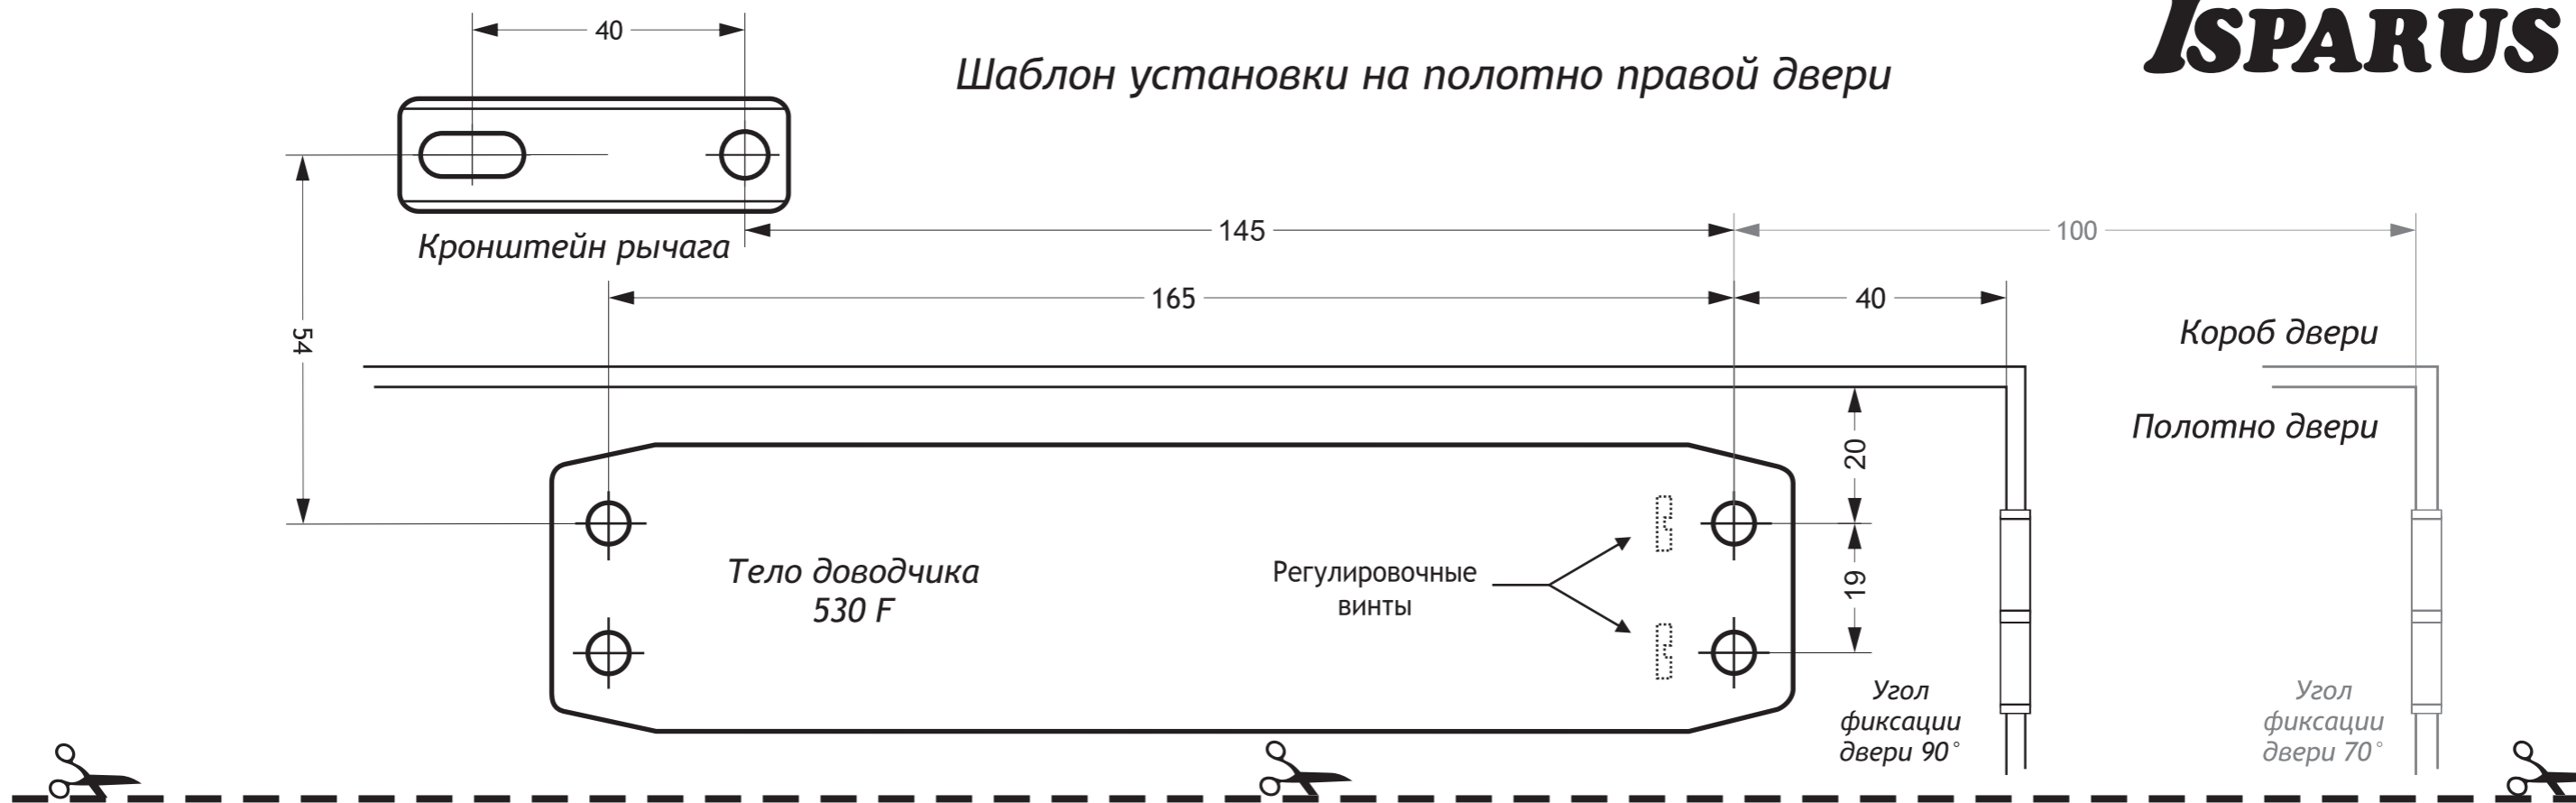 40
ISPARUS
Шаблон установки на полотно правой двери
Кронштейн рычага
145
100
165
40
54
Короб двери
Полотно двери
20
Тело доводчика
530 F
Регулировочные
винты
19
Угол
фиксации
двери 90°
Угол
фиксации
двери 70°